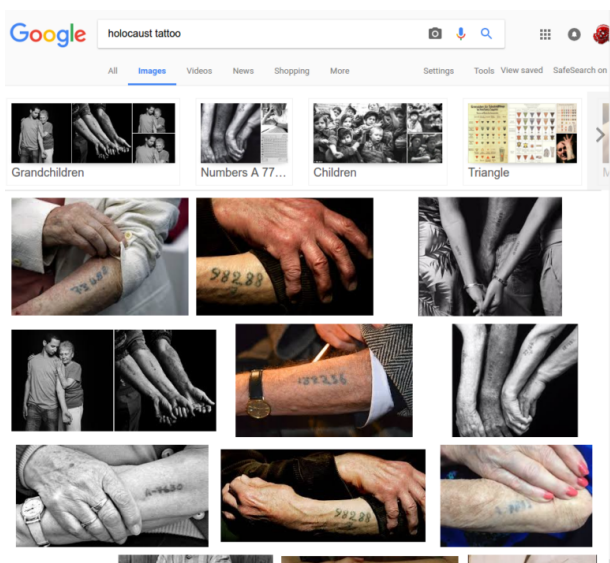 Google holocaust tattoo
All Images Videos News Shopping More Settings Tools View saved SafeSearch on
Grandchildren Numbers A 77... Children Triangle
98288
98288